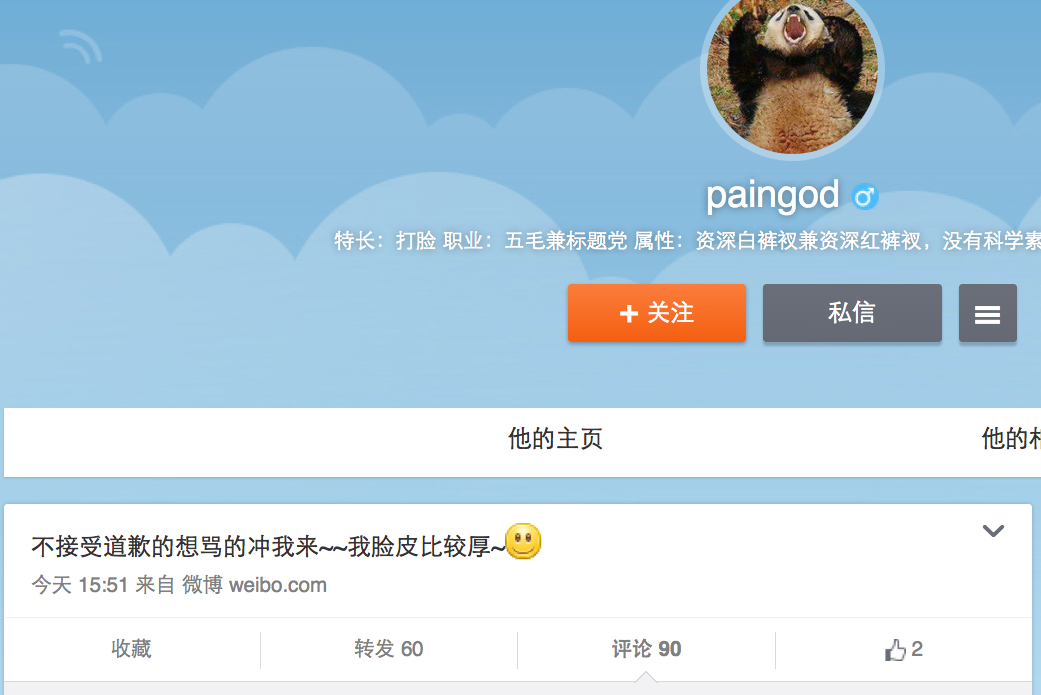 paingod
特长：打脸 职业：五毛兼标题党 属性：资深白裤衩兼资深红裤衩，没有科学素
+ 关注
私信
他的主页
他的相
不接受道歉的想骂的冲我来~~我脸皮比较厚~
今天 15:51 来自 微博 weibo.com
收藏
转发 60
评论 90
2